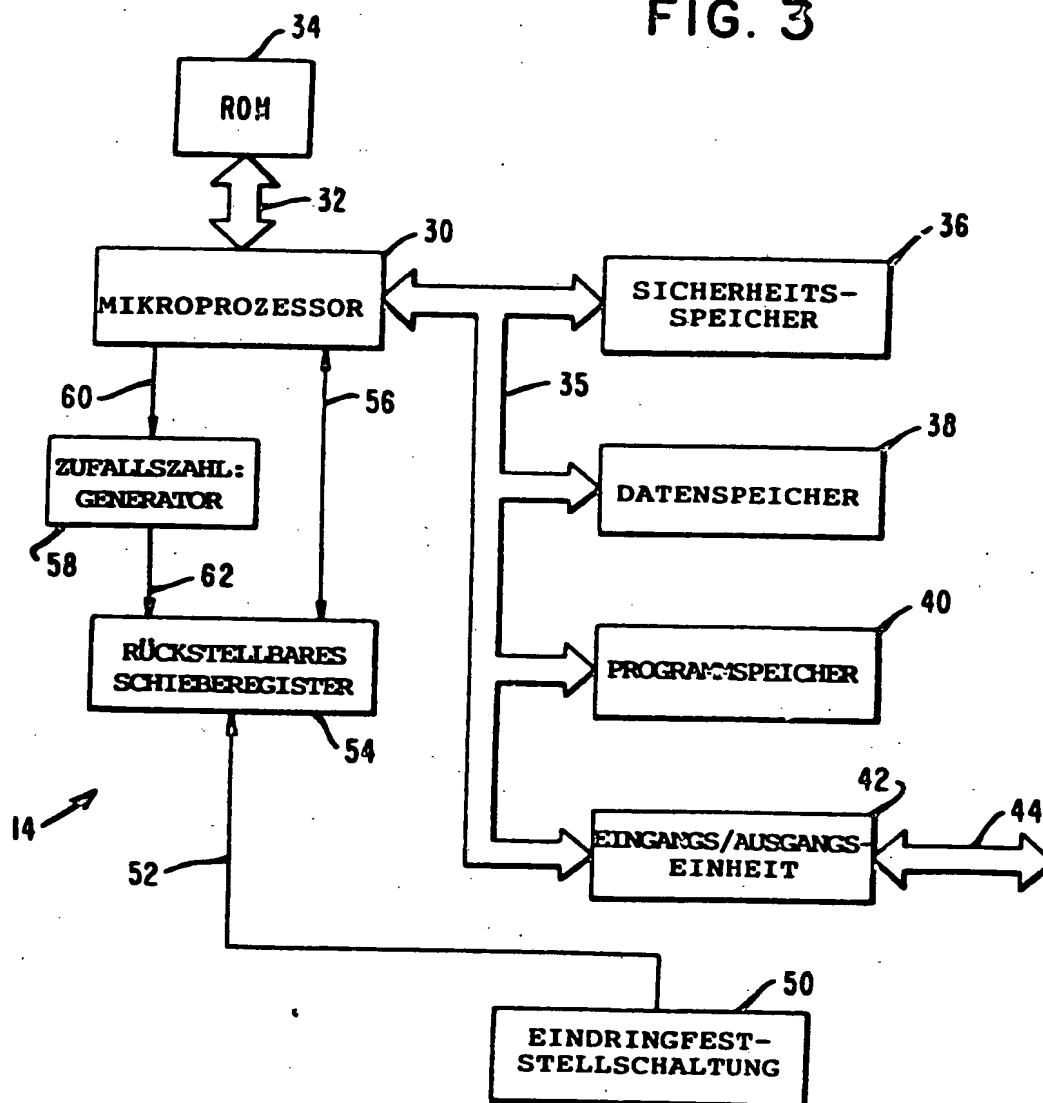 FIG. 3
34
ROM
32
30
MIKROPROZESSOR
36
SICHERHEITS-
SPEICHER
60
56
35
38
ZUFALLSZAHL:
GENERATOR
DATENSPEICHER
58
62
40
RÜCKSTELLBARES
SCHIEBEREGISTER
PROGRAMMSPEICHER
54
42
44
14
EINGANGS/AUSGANGS-
EINHEIT
52
50
EINDRINGFEST-
STELLSCHALTUNG